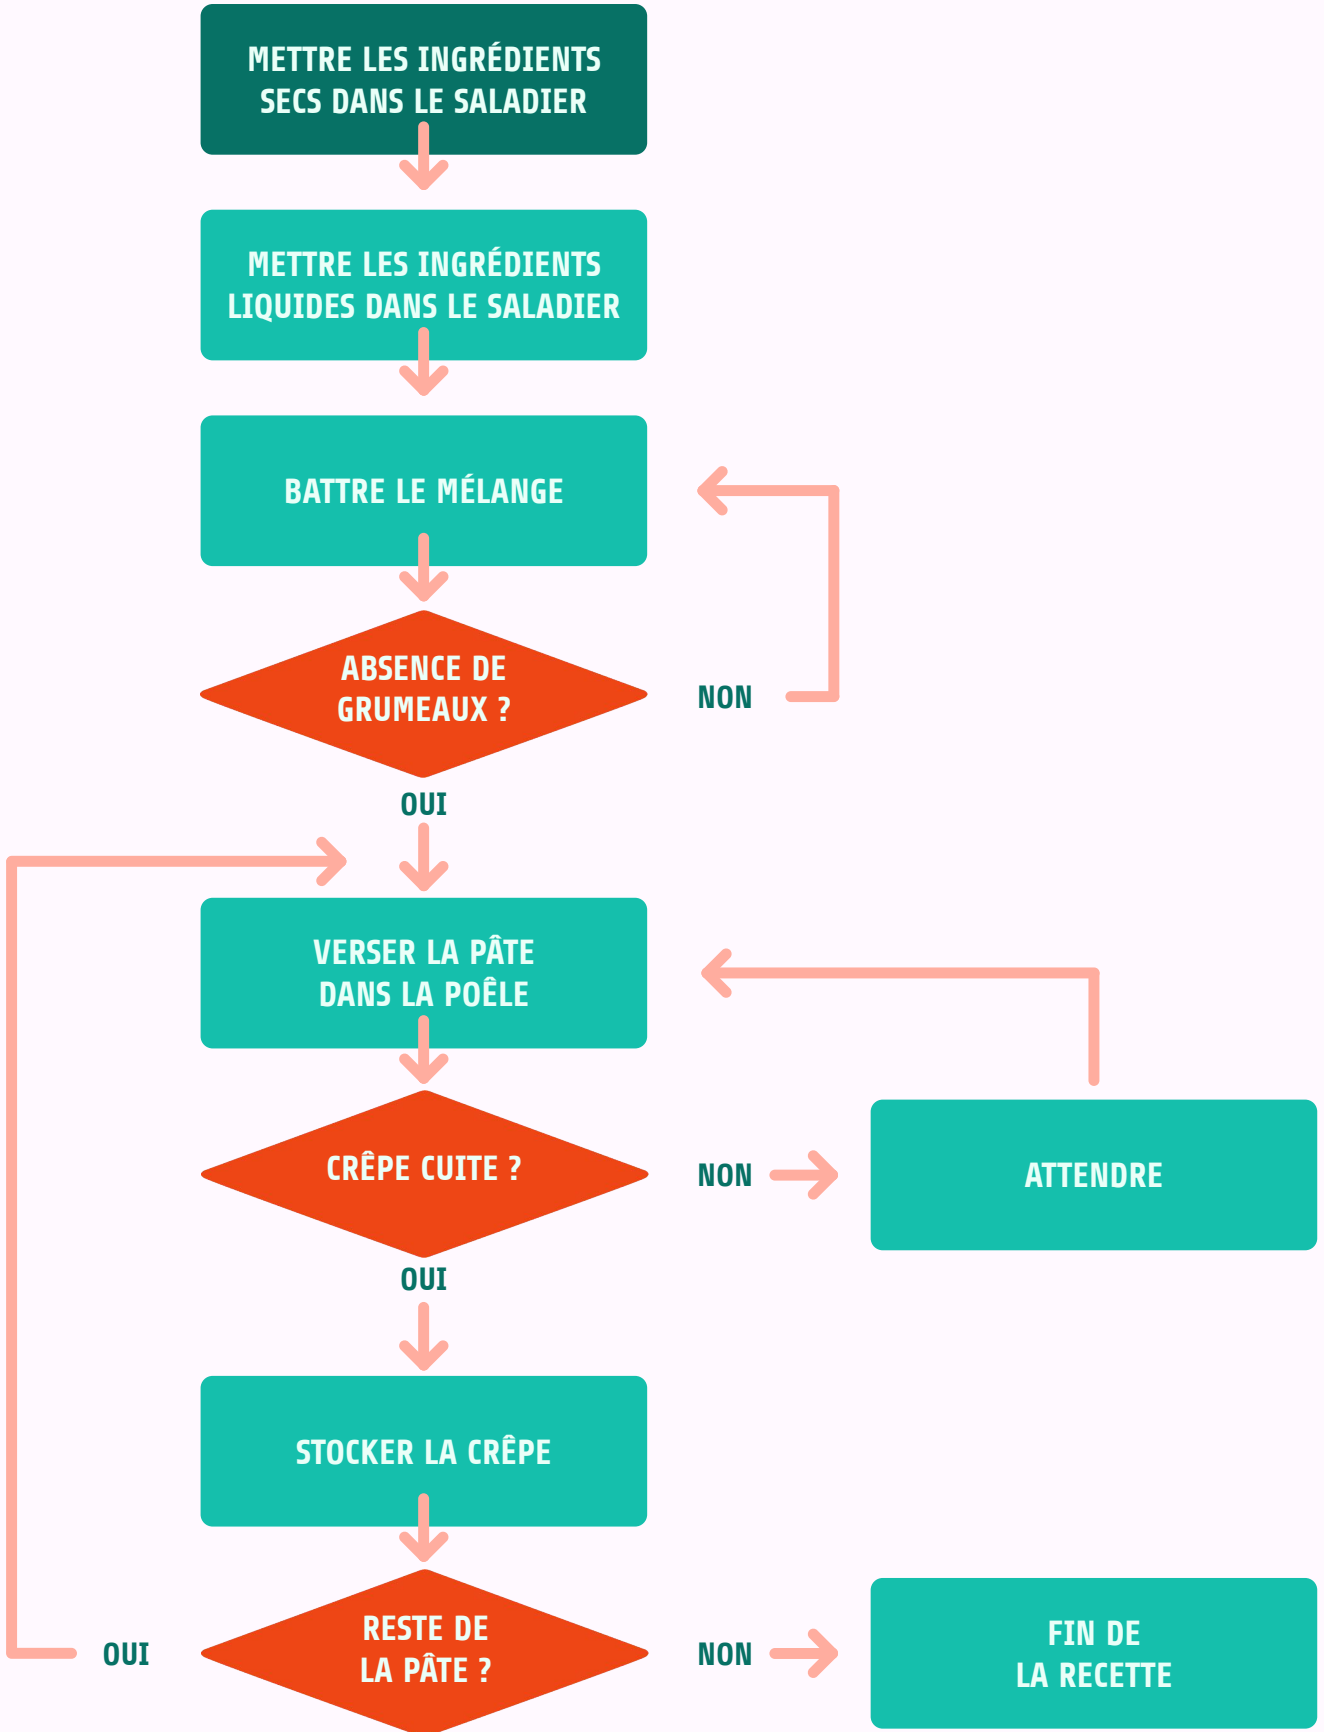 METTRE LES INGRÉDIENTS
SECS DANS LE SALADIER
METTRE LES INGRÉDIENTS
LIQUIDES DANS LE SALADIER
BATTRE LE MÉLANGE
ABSENCE DE
GRUMEAUX ?
NON
OUI
VERSER LA PÂTE
DANS LA POÊLE
CRÊPE CUITE ?
NON
ATTENDRE
OUI
STOCKER LA CRÊPE
RESTE DE
LA PÂTE ?
OUI
NON
FIN DE
LA RECETTE